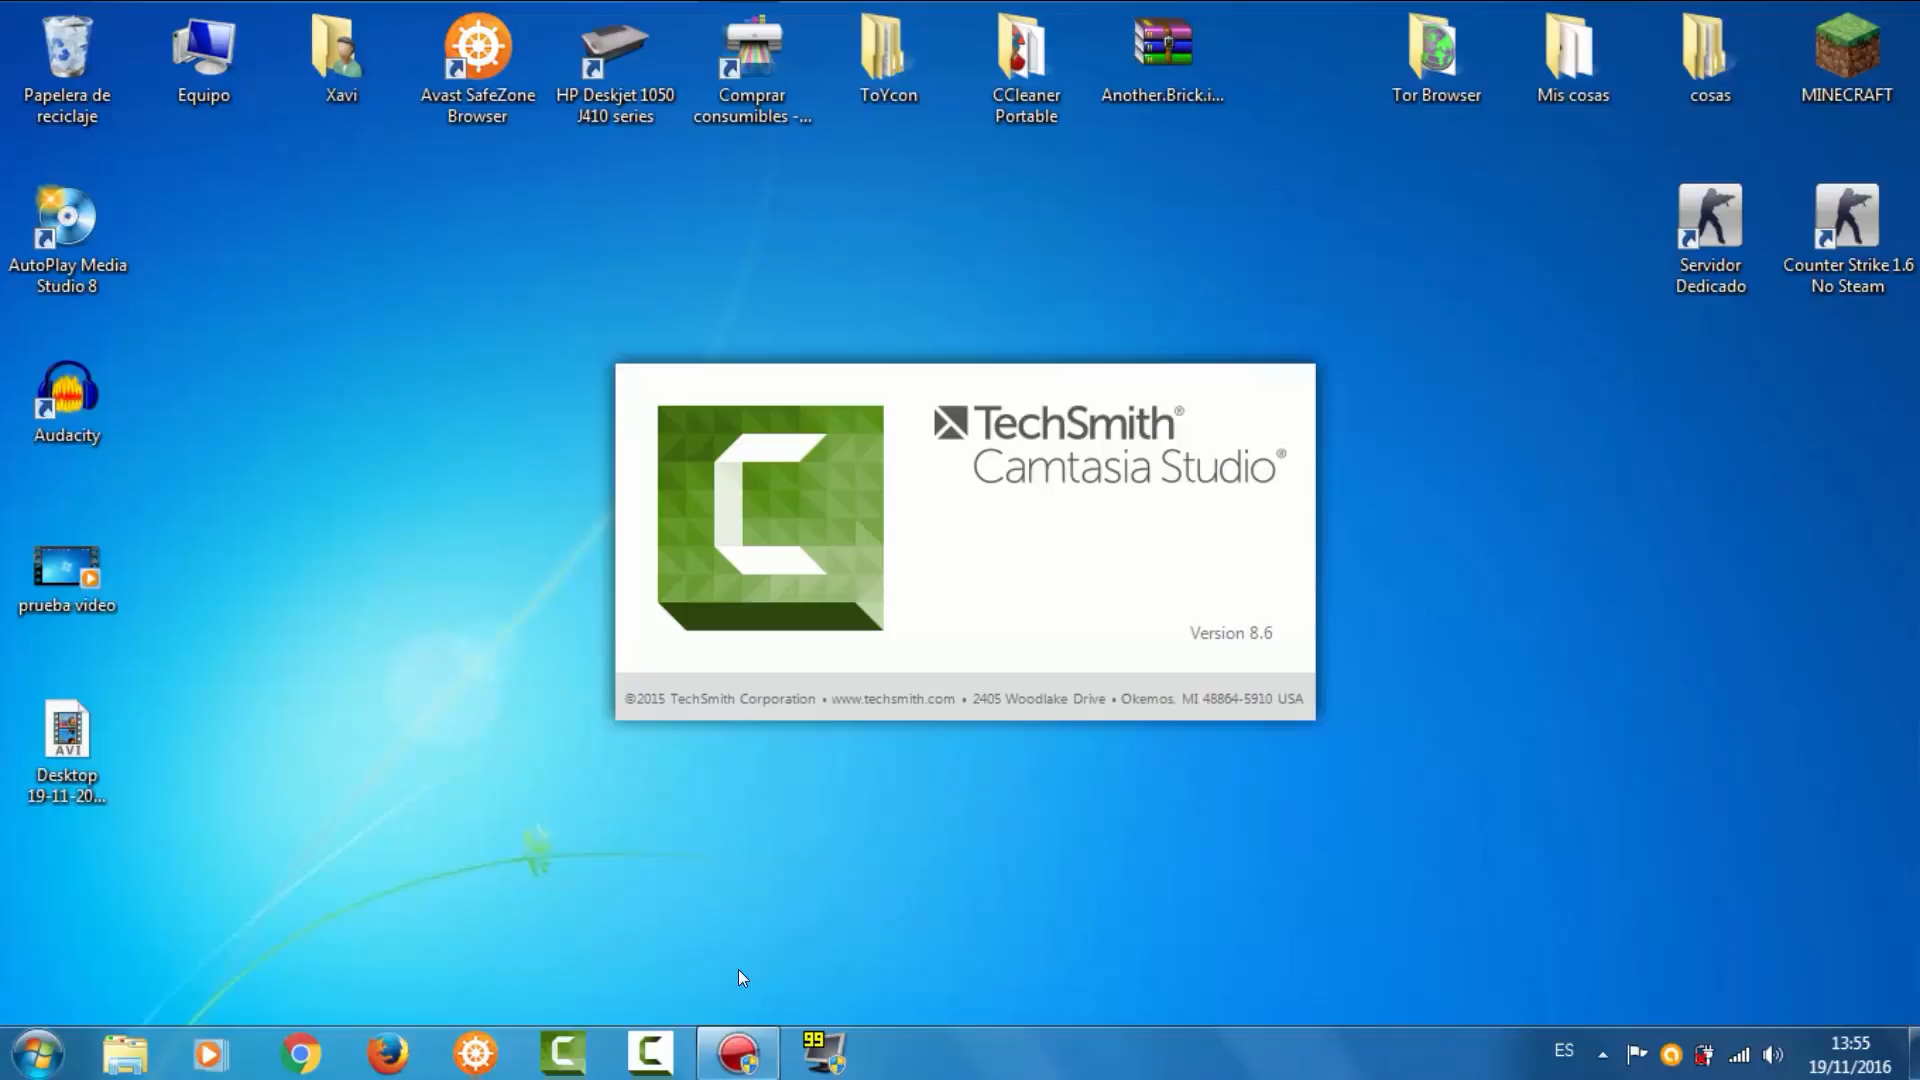 Papelera de
reciclaje
Equipo
Xavi
Avast SafeZone
Browser
HP Deskjet 1050
J410 series
Comprar
consumibles -...
ToYcon
CCleaner
Portable
Another.Brick.i...
Tor Browser
Mis cosas
cosas
MINECRAFT
AutoPlay Media
Studio 8
Servidor
Dedicado
Counter Strike 1.6
No Steam
Audacity
TechSmith®
Camtasia Studio®
Version 8.6
©2015 TechSmith Corporation • www.techsmith.com • 2405 Woodlake Drive • Okemos, MI 48864-5910 USA
prueba video
AVI
Desktop
19-11-20...
99
ES
13:55
19/11/2016